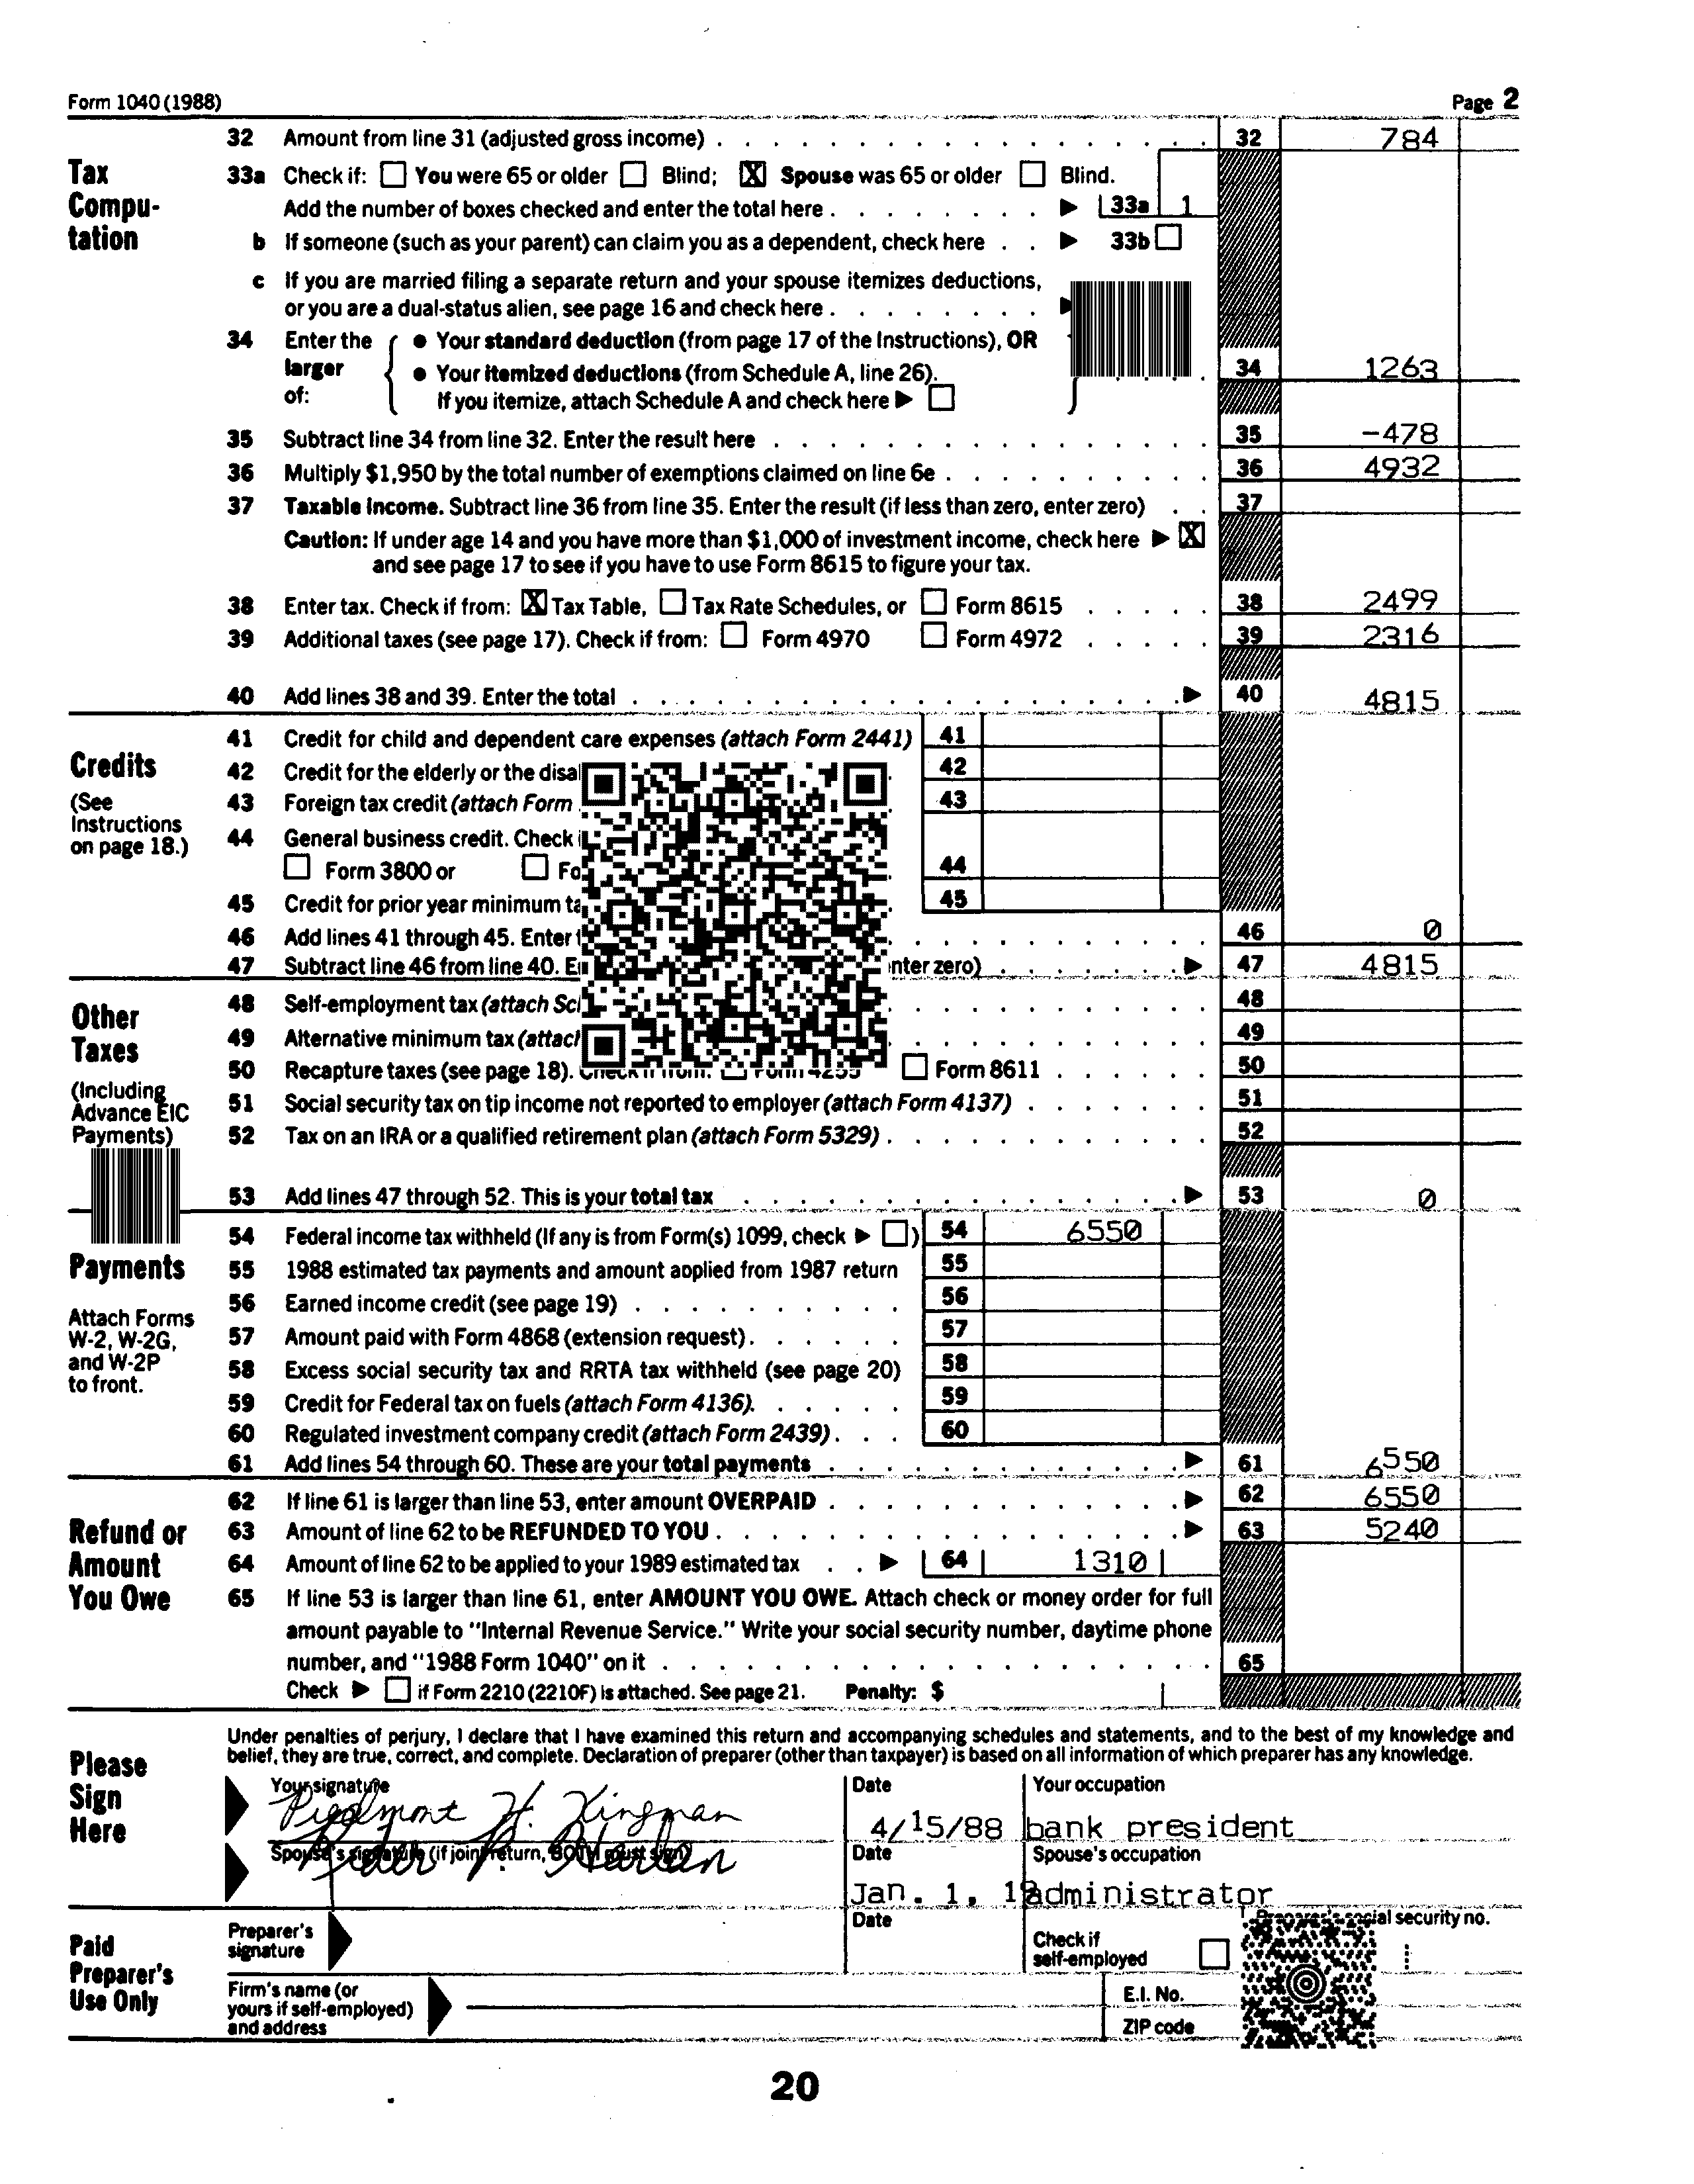 Form 1040 (1988) Page 2
32 Amount from line 31 (adjusted gross income) 32 784
Tax Computation
33a Check if: You were 65 or older Blind; X Spouse was 65 or older Blind.
Add the number of boxes checked and enter the total here 33a 1
b If someone (such as your parent) can claim you as a dependent, check here 33b
c If you are married filing a separate return and your spouse itemizes deductions,
or you are a dual-status alien, see page 16 and check here
34 Enter the larger of: • Your standard deduction (from page 17 of the Instructions), OR
• Your itemized deductions (from Schedule A, line 26). 34 1263
If you itemize, attach Schedule A and check here
35 Subtract line 34 from line 32. Enter the result here 35 -478
36 Multiply $1,950 by the total number of exemptions claimed on line 6e 36 4932
37 Taxable income. Subtract line 36 from line 35. Enter the result (if less than zero, enter zero) 37
Caution: If under age 14 and you have more than $1,000 of investment income, check here X
and see page 17 to see if you have to use Form 8615 to figure your tax.
38 Enter tax. Check if from: X Tax Table, Tax Rate Schedules, or Form 8615 38 2499
39 Additional taxes (see page 17). Check if from: Form 4970 Form 4972 39 2316
40 Add lines 38 and 39. Enter the total 40 4815
Credits
(See Instructions on page 18.)
41 Credit for child and dependent care expenses (attach Form 2441) 41
42 Credit for the elderly or the 42
43 Foreign tax credit (attach Form 43
44 General business credit. Check
Form 3800 or 44
45 Credit for prior year minimum 45
46 Add lines 41 through 45. Enter 46 0
47 Subtract line 46 from line 40. zero) 47 4815
Other Taxes
(Including Advance EIC Payments)
48 Self-employment tax (attach 48
49 Alternative minimum tax 49
50 Recapture taxes (see page 18). Check if from: Form 4255 Form 8611 50
51 Social security tax on tip income not reported to employer (attach Form 4137) 51
52 Tax on an IRA or a qualified retirement plan (attach Form 5329) 52
53 Add lines 47 through 52. This is your total tax 53 0
Payments
Attach Forms W-2, W-2G, and W-2P to front.
54 Federal income tax withheld (If any is from Form(s) 1099, check ) 54 6550
55 1988 estimated tax payments and amount applied from 1987 return 55
56 Earned income credit (see page 19) 56
57 Amount paid with Form 4868 (extension request) 57
58 Excess social security tax and RRTA tax withheld (see page 20) 58
59 Credit for Federal tax on fuels (attach Form 4136) 59
60 Regulated investment company credit (attach Form 2439) 60
61 Add lines 54 through 60. These are your total payments 61 6550
Refund or Amount You Owe
62 If line 61 is larger than line 53, enter amount OVERPAID 62 6550
63 Amount of line 62 to be REFUNDED TO YOU 63 5240
64 Amount of line 62 to be applied to your 1989 estimated tax 64 1310
65 If line 53 is larger than line 61, enter AMOUNT YOU OWE. Attach check or money order for full
amount payable to "Internal Revenue Service." Write your social security number, daytime phone
number, and "1988 Form 1040" on it 65
Check if Form 2210 (2210F) is attached. See page 21. Penalty: $
Please Sign Here
Under penalties of perjury, I declare that I have examined this return and accompanying schedules and statements, and to the best of my knowledge and
belief, they are true, correct, and complete. Declaration of preparer (other than taxpayer) is based on all information of which preparer has any knowledge.
Your signature Date Your occupation
Piedmont H. Kingman 4/15/88 bank president
Spouse's signature (if joint return, BOTH must sign) Date Spouse's occupation
P. Harlan Jan. 1, administrator
Paid Preparer's Use Only
Preparer's signature Date Check if self-employed Preparer's social security no.
Firm's name (or yours if self-employed) and address E.I. No.
ZIP code
20